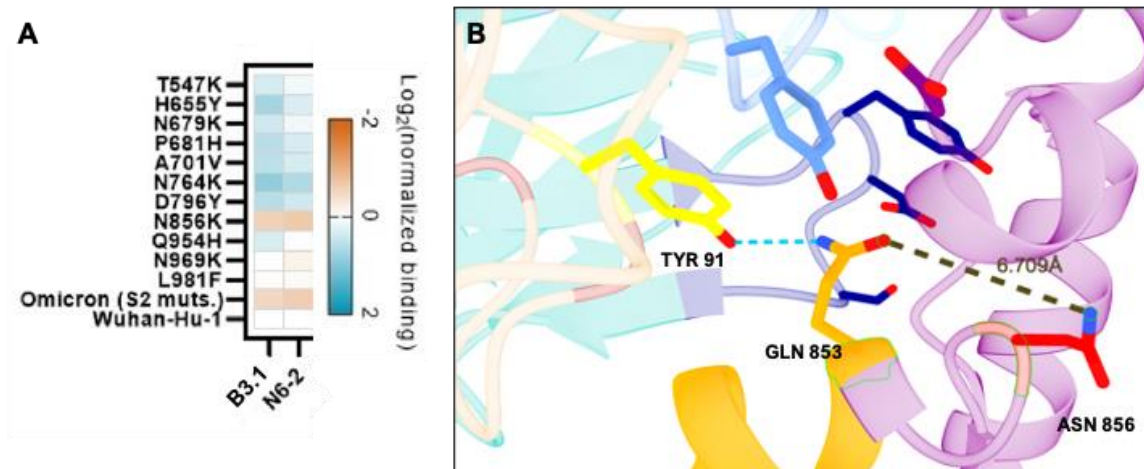 A
T547K
H655Y
N679K
P681H
A701V
N764K
D796Y
N856K
Q954H
N969K
L981F
Omicron (S2 muts.)
Wuhan-Hu-1
B3.1
N6-2
-2
0
2
Log₂(normalized binding)
B
TYR 91
6.709Å
GLN 853
ASN 856